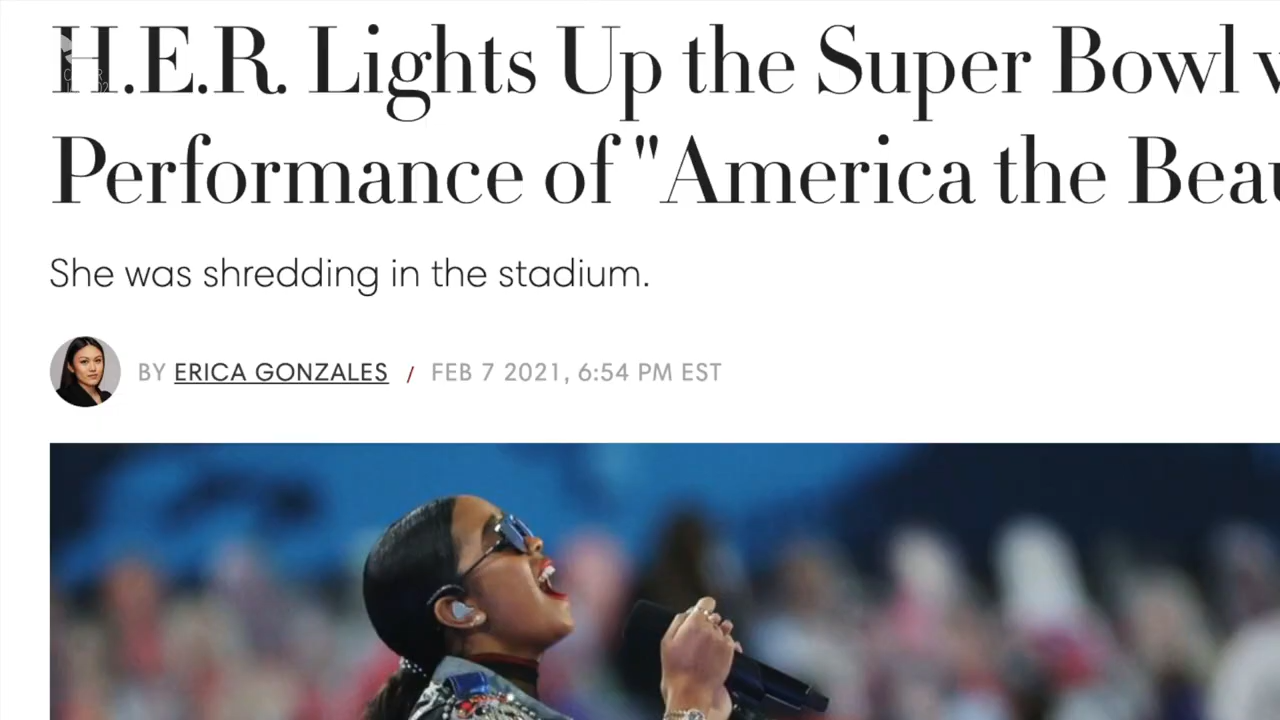 H.E.R. Lights Up the Super Bowl
Performance of "America the Beau
She was shredding in the stadium.
BY ERICA GONZALES / FEB 7 2021, 6:54 PM EST